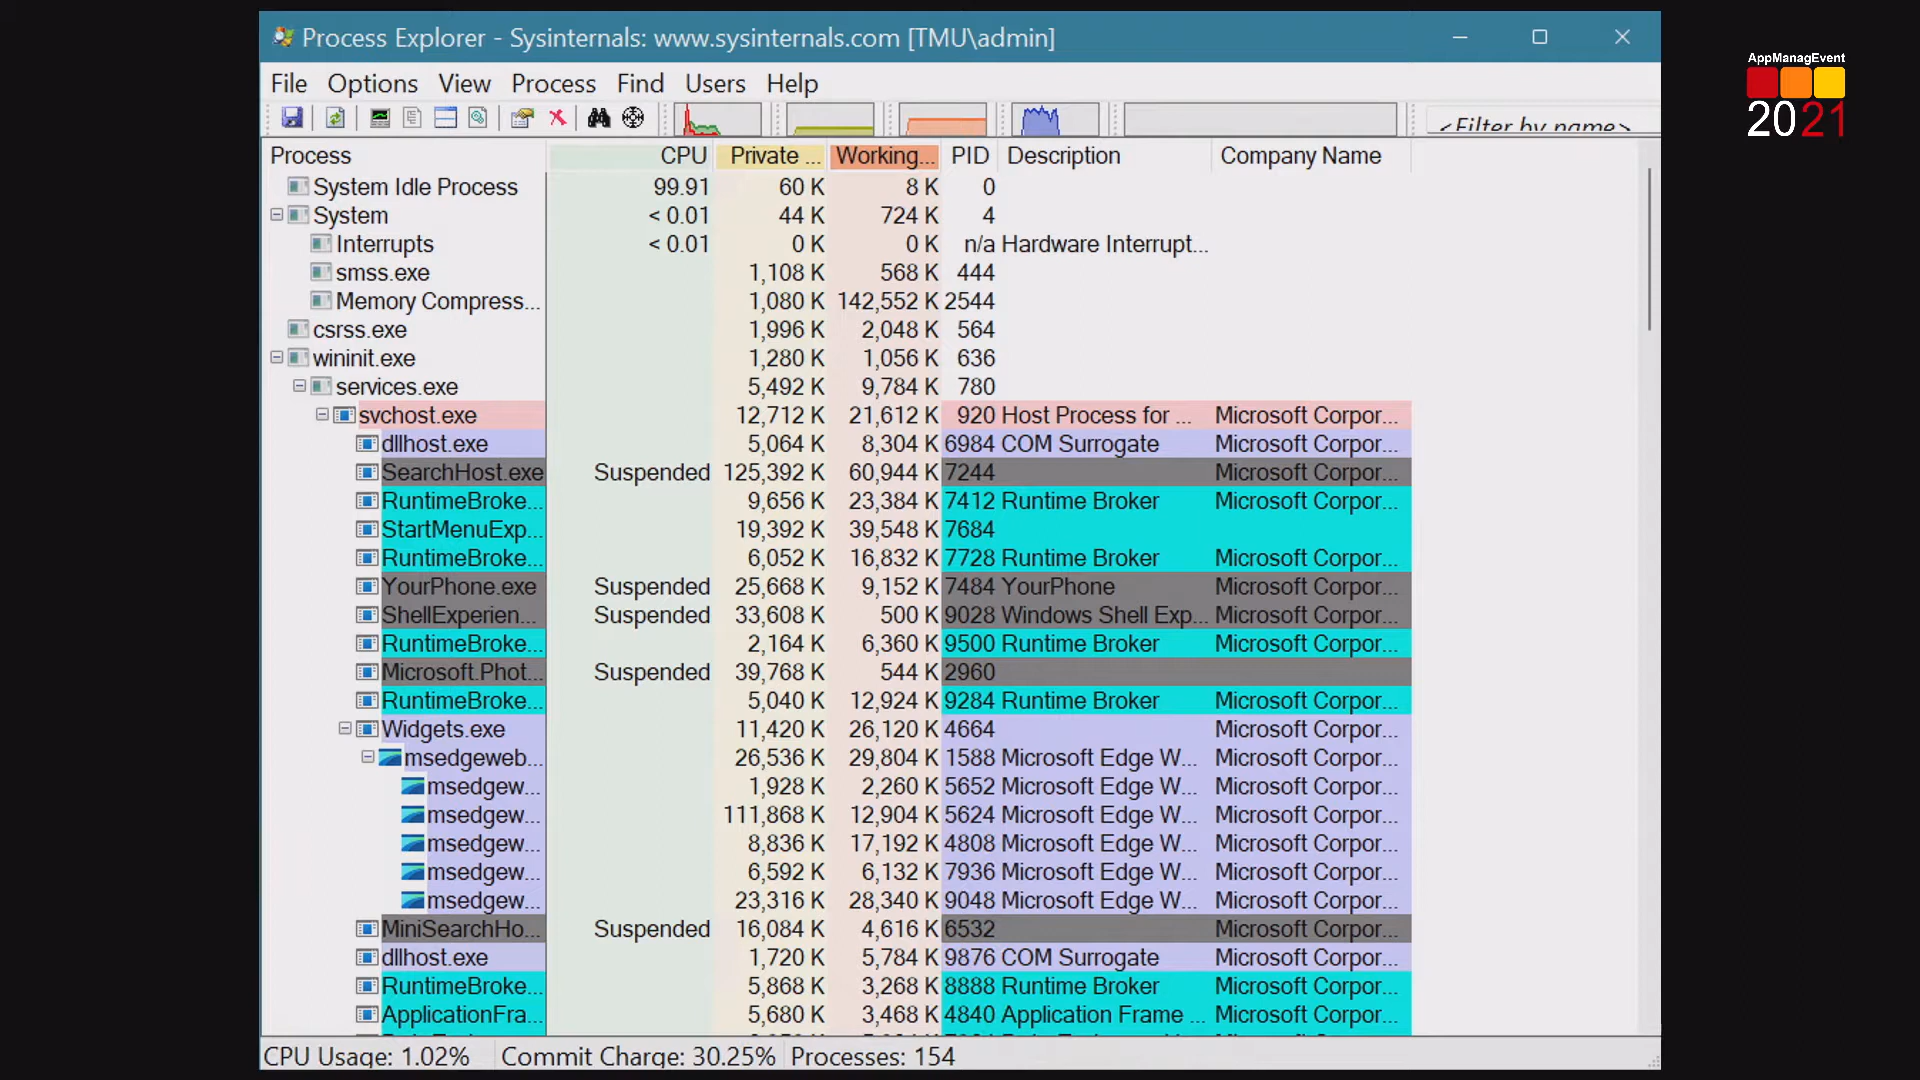 Process Explorer - Sysinternals: www.sysinternals.com [TMU\admin]
AppManagEvent
2021
File Options View Process Find Users Help
<Filter by name>
Process CPU Private ... Working... PID Description Company Name
System Idle Process 99.91 60 K 8 K 0
System < 0.01 44 K 724 K 4
Interrupts < 0.01 0 K 0 K n/a Hardware Interrupt...
smss.exe 1,108 K 568 K 444
Memory Compress... 1,080 K 142,552 K 2544
csrss.exe 1,996 K 2,048 K 564
wininit.exe 1,280 K 1,056 K 636
services.exe 5,492 K 9,784 K 780
svchost.exe 12,712 K 21,612 K 920 Host Process for ... Microsoft Corpor...
dllhost.exe 5,064 K 8,304 K 6984 COM Surrogate Microsoft Corpor...
SearchHost.exe Suspended 125,392 K 60,944 K 7244 Microsoft Corpor...
RuntimeBroke... 9,656 K 23,384 K 7412 Runtime Broker Microsoft Corpor...
StartMenuExp... 19,392 K 39,548 K 7684
RuntimeBroke... 6,052 K 16,832 K 7728 Runtime Broker Microsoft Corpor...
YourPhone.exe Suspended 25,668 K 9,152 K 7484 YourPhone Microsoft Corpor...
ShellExperien... Suspended 33,608 K 500 K 9028 Windows Shell Exp... Microsoft Corpor...
RuntimeBroke... 2,164 K 6,360 K 9500 Runtime Broker Microsoft Corpor...
Microsoft.Phot... Suspended 39,768 K 544 K 2960
RuntimeBroke... 5,040 K 12,924 K 9284 Runtime Broker Microsoft Corpor...
Widgets.exe 11,420 K 26,120 K 4664 Microsoft Corpor...
msedgeweb... 26,536 K 29,804 K 1588 Microsoft Edge W... Microsoft Corpor...
msedgew... 1,928 K 2,260 K 5652 Microsoft Edge W... Microsoft Corpor...
msedgew... 111,868 K 12,904 K 5624 Microsoft Edge W... Microsoft Corpor...
msedgew... 8,836 K 17,192 K 4808 Microsoft Edge W... Microsoft Corpor...
msedgew... 6,592 K 6,132 K 7936 Microsoft Edge W... Microsoft Corpor...
msedgew... 23,316 K 28,340 K 9048 Microsoft Edge W... Microsoft Corpor...
MiniSearchHo... Suspended 16,084 K 4,616 K 6532 Microsoft Corpor...
dllhost.exe 1,720 K 5,784 K 9876 COM Surrogate Microsoft Corpor...
RuntimeBroke... 5,868 K 3,268 K 8888 Runtime Broker Microsoft Corpor...
ApplicationFra... 5,680 K 3,468 K 4840 Application Frame ... Microsoft Corpor...
CPU Usage: 1.02% Commit Charge: 30.25% Processes: 154